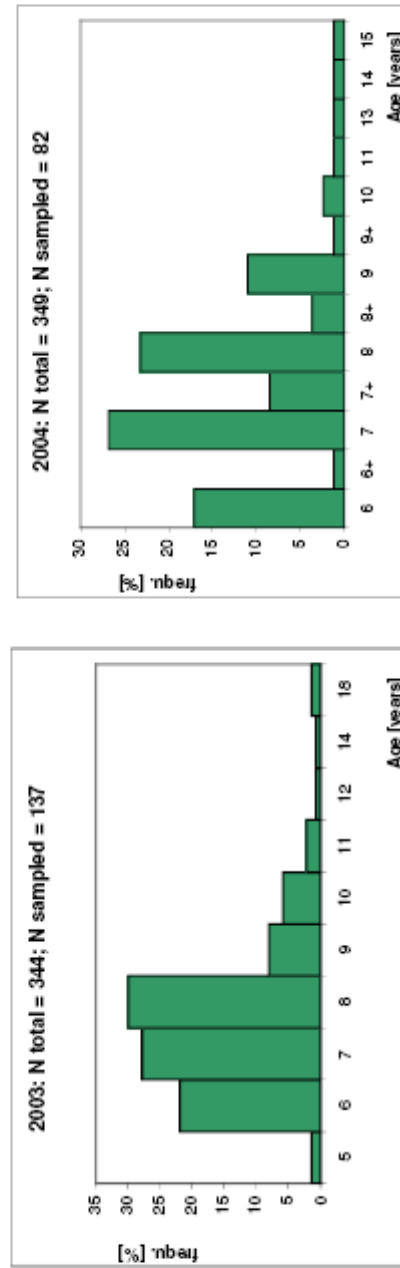 2003: N total = 344; N sampled = 137
frequ. [%]
35
30
25
20
15
10
5
0
5 6 7 8 9 10 11 12 14 18
Age [years]
2004: N total = 349; N sampled = 82
frequ. [%]
30
25
20
15
10
5
0
6 6+ 7 7+ 8 8+ 9 9+ 10 11 13 14 15
Age [years]